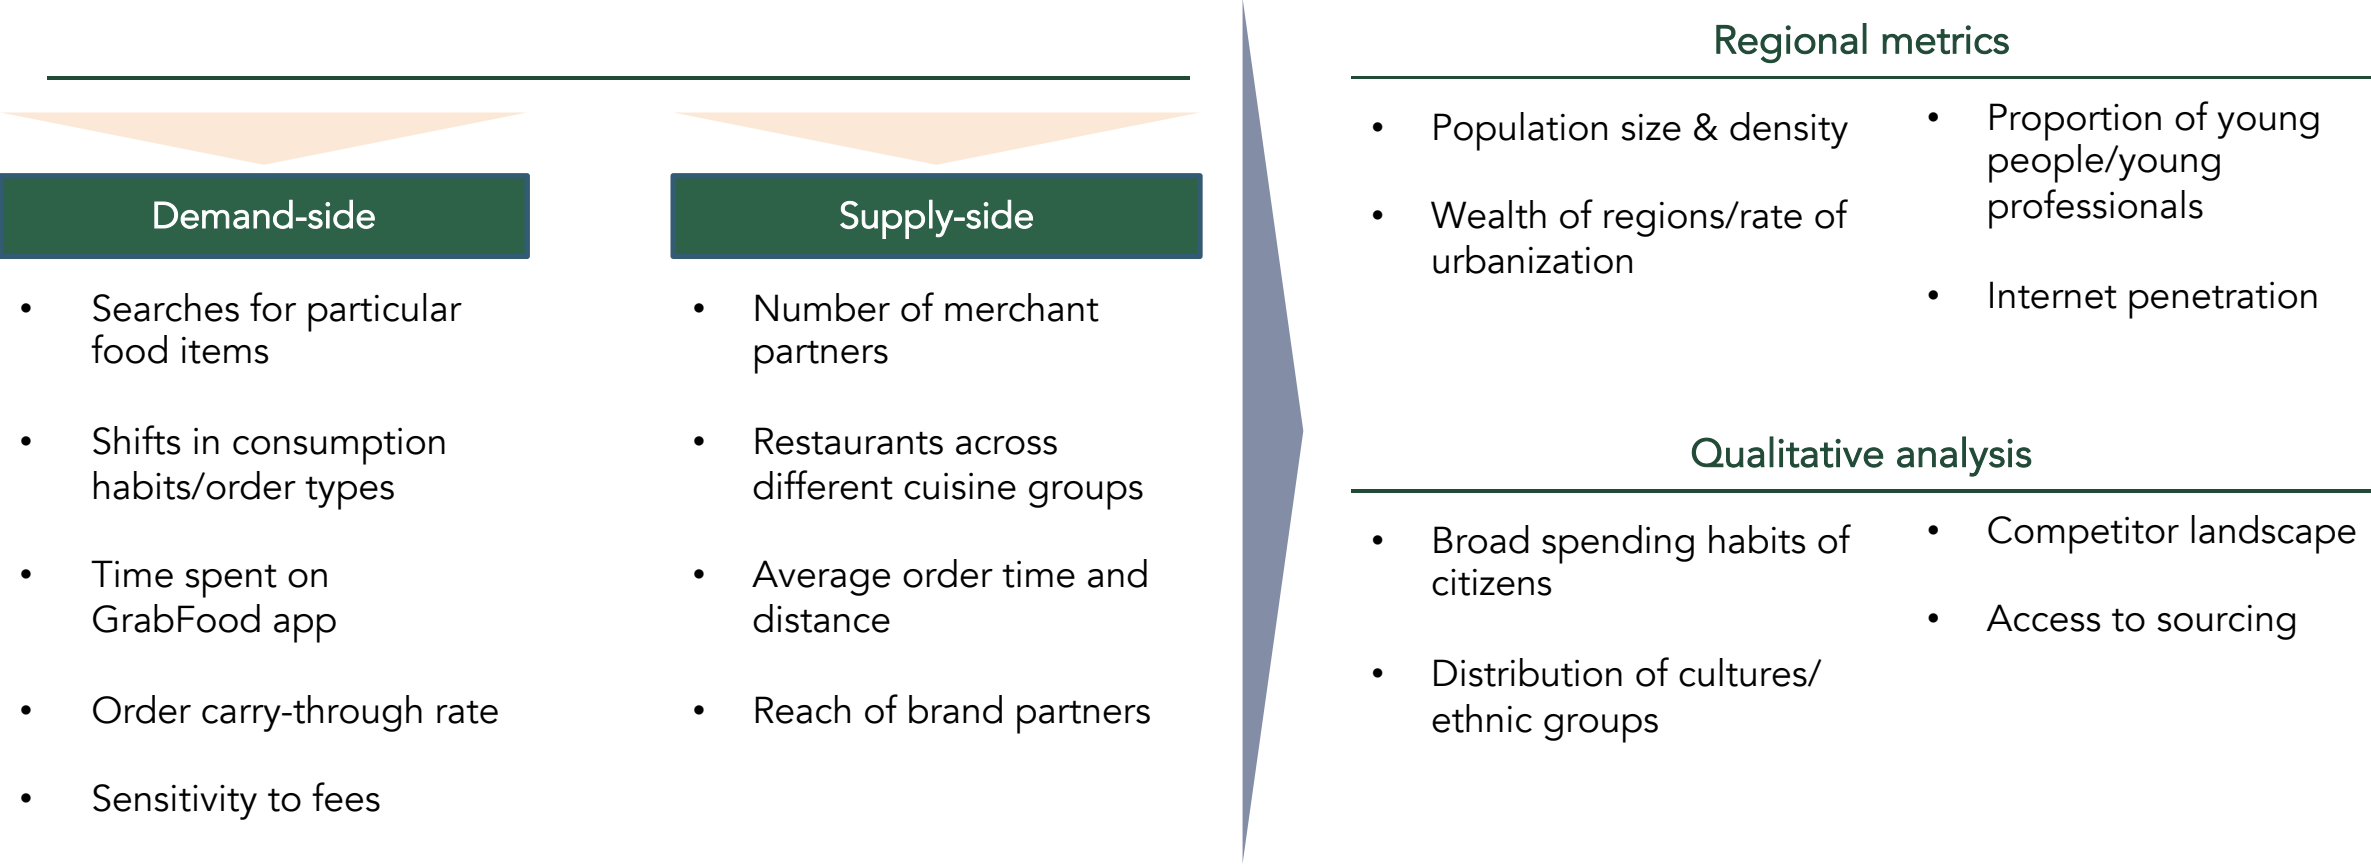 Demand-side
• Searches for particular
food items
• Shifts in consumption
habits/order types
• Time spent on
GrabFood app
• Order carry-through rate
• Sensitivity to fees
Supply-side
• Number of merchant
partners
• Restaurants across
different cuisine groups
• Average order time and
distance
• Reach of brand partners
Regional metrics
• Population size & density
• Wealth of regions/rate of
urbanization
• Proportion of young
people/young
professionals
• Internet penetration
Qualitative analysis
• Broad spending habits of
citizens
• Distribution of cultures/
ethnic groups
• Competitor landscape
• Access to sourcing